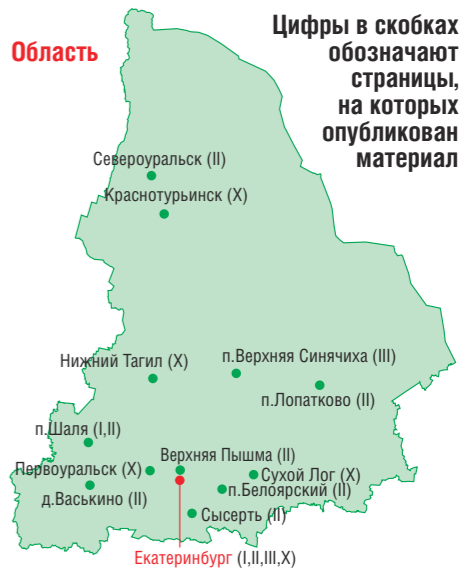 Область
Цифры в скобках
обозначают
страницы,
на которых
опубликован
материал
Североуральск (II)
Краснотурьинск (X)
Нижний Тагил (X)
п.Верхняя Синячиха (III)
п.Лопатково (II)
п.Шаля (I,II)
Верхняя Пышма (II)
Первоуральск (X)
Сухой Лог (X)
д.Васькино (II)
п.Белоярский (II)
Сысерть (II)
Екатеринбург (I,II,III,X)